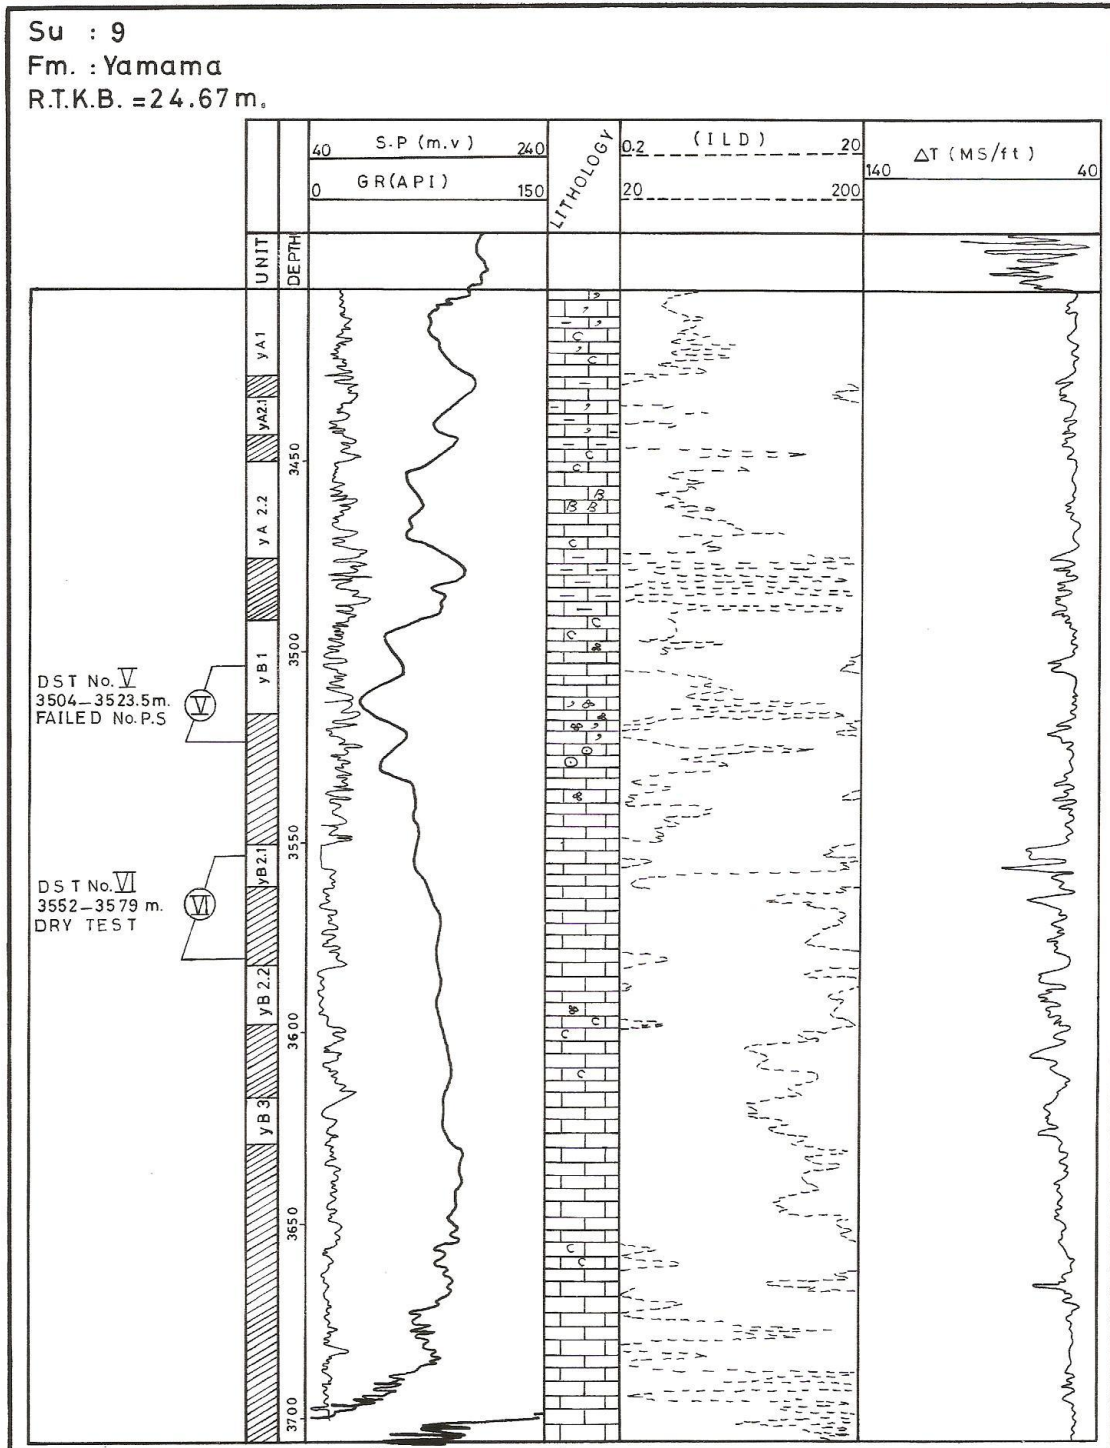 Su : 9
Fm. : Yamama
R.T.K.B. = 24.67 m.
S.P (m.v)
40 240
GR(API)
0 150
LITHOLOGY
(ILD)
0.2 20
20 200
ΔT (MS/ft)
140 40
UNIT
DEPTH
yA1
yA2.1
3450
yA 2.2
3500
yB1
DST No. V
3504–3523.5m.
FAILED No. P.S
V
3550
yB2.1
DST No. VI
3552–3579 m.
DRY TEST
VI
yB 2.2
3600
yB3
3650
3700